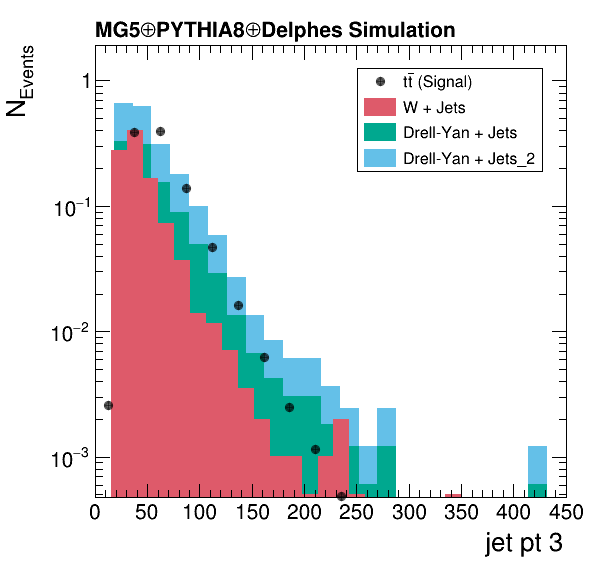 MG5⊕PYTHIA8⊕Delphes Simulation
N_Events
1
10⁻¹
10⁻²
10⁻³
tt̄ (Signal)
W + Jets
Drell-Yan + Jets
Drell-Yan + Jets_2
0 50 100 150 200 250 300 350 400 450
jet pt 3